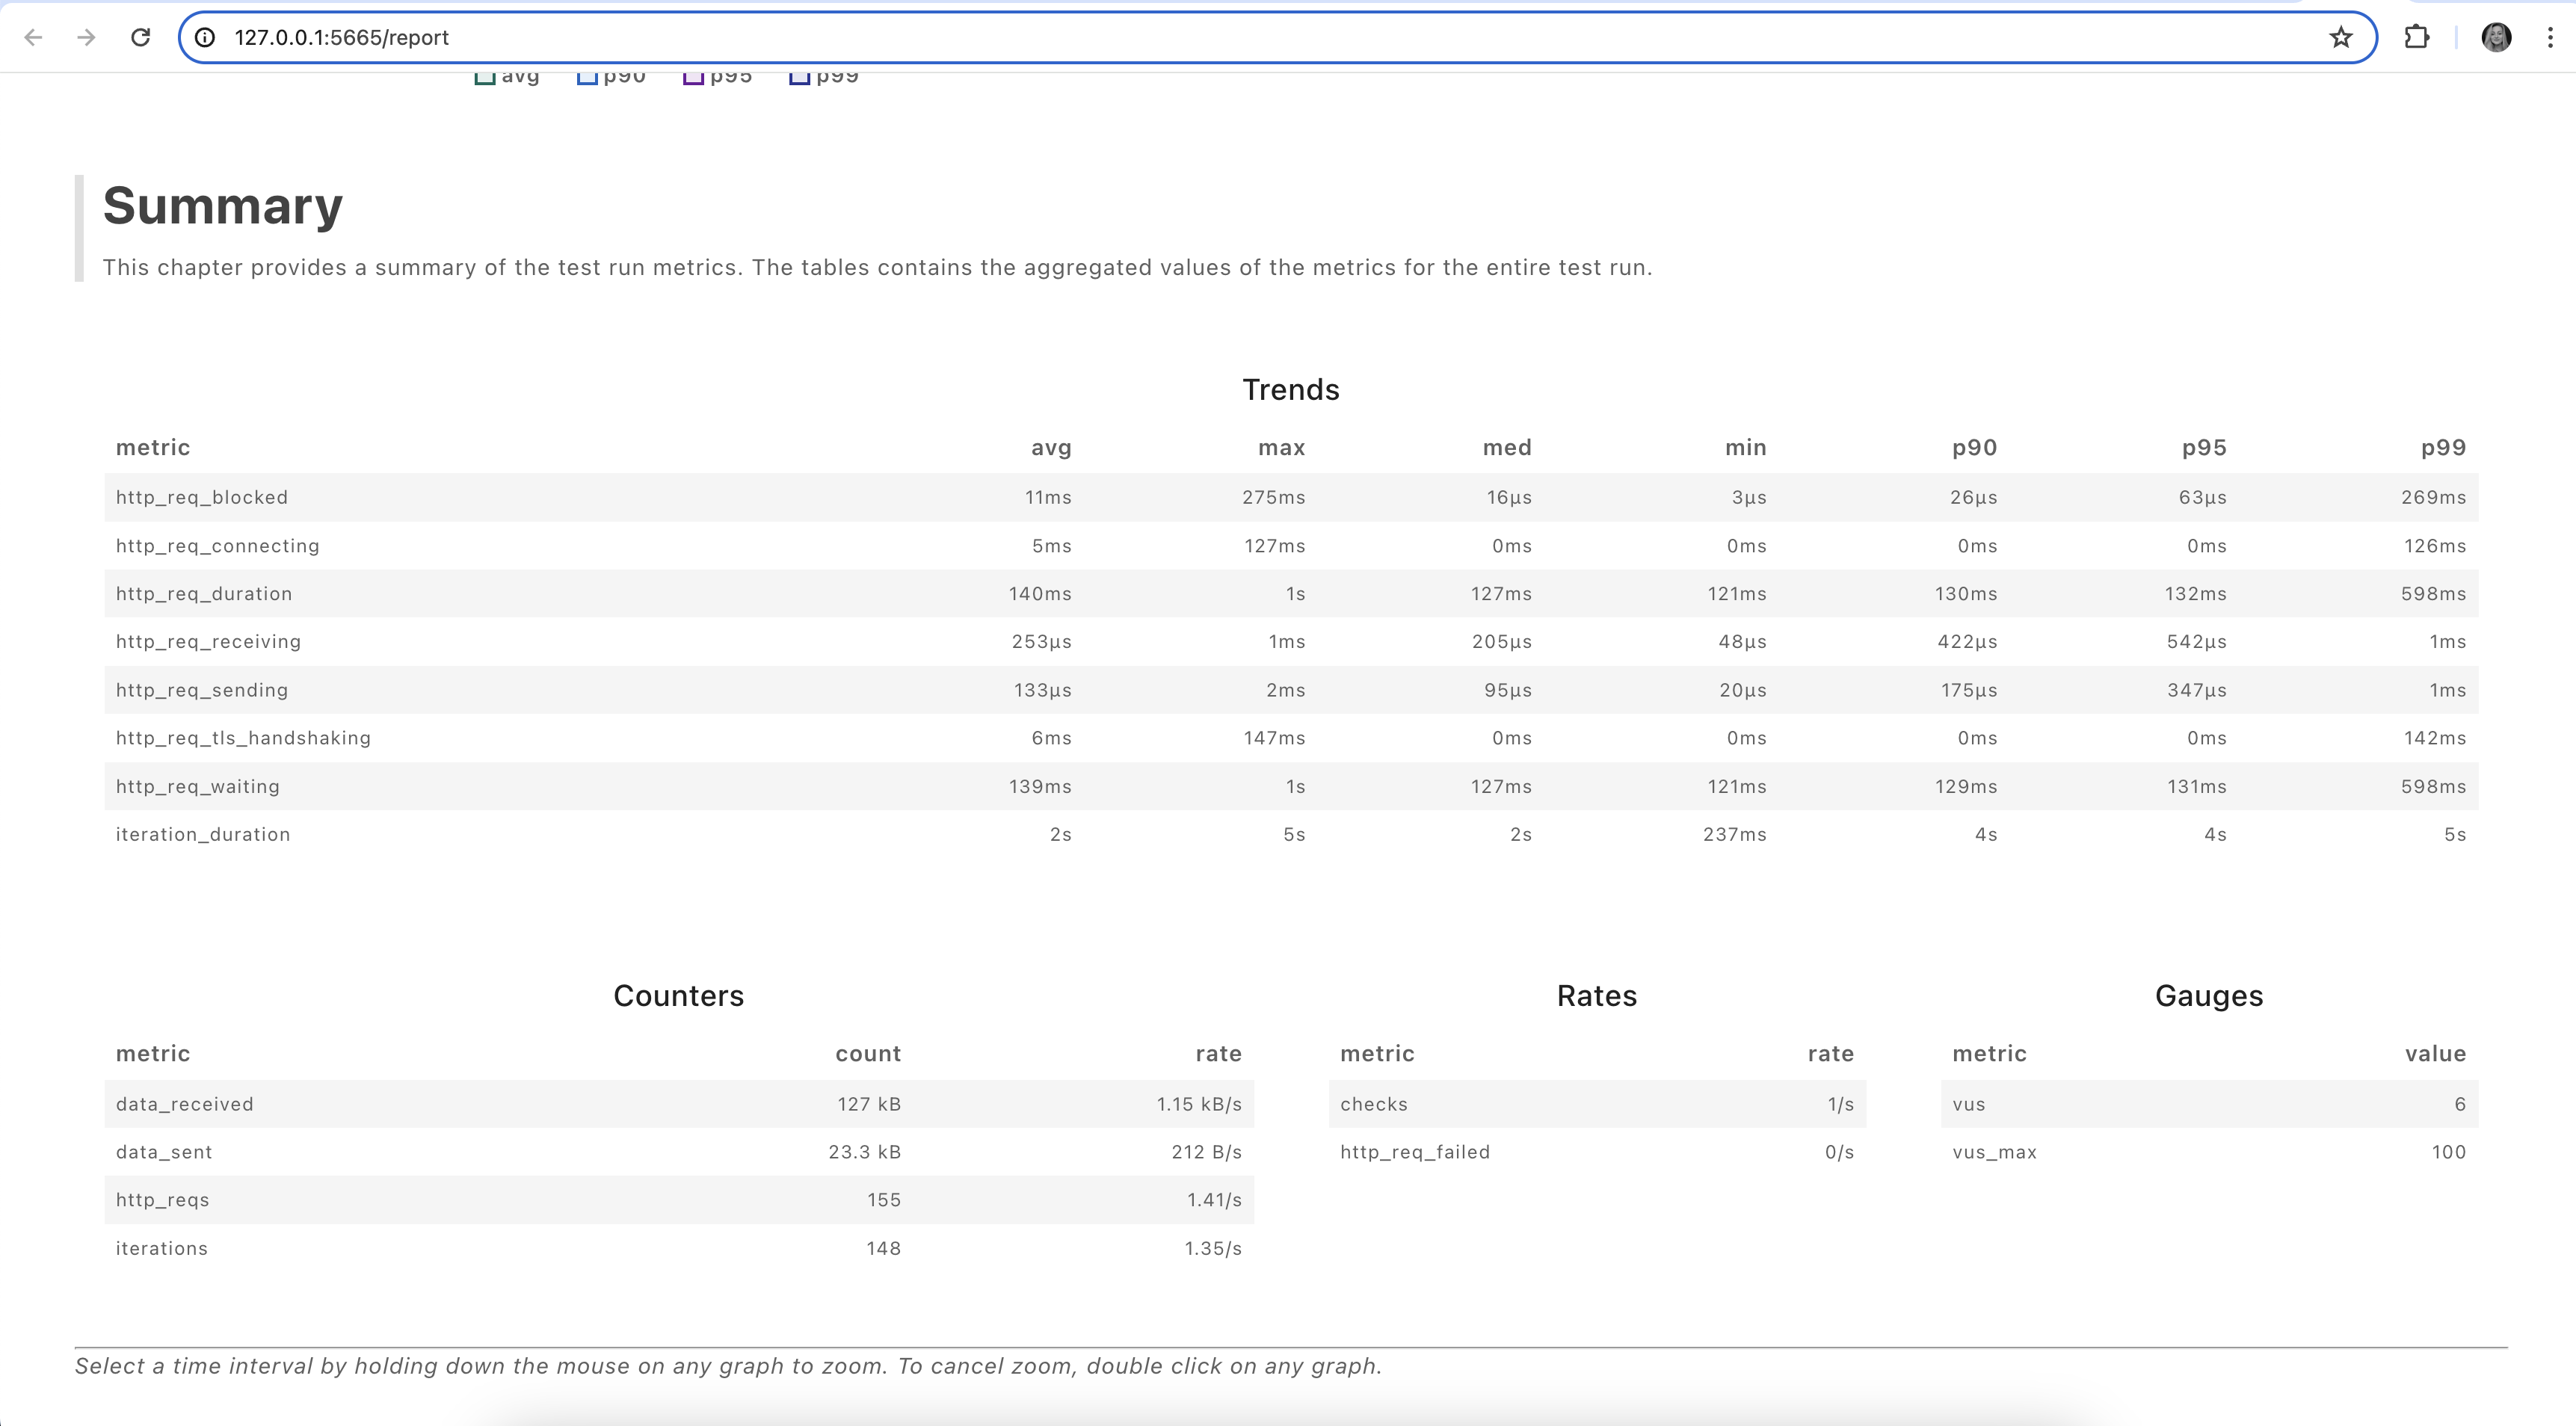 127.0.0.1:5665/report
avg p90 p95 p99
Summary
This chapter provides a summary of the test run metrics. The tables contains the aggregated values of the metrics for the entire test run.
Trends
metric avg max med min p90 p95 p99
http_req_blocked 11ms 275ms 16µs 3µs 26µs 63µs 269ms
http_req_connecting 5ms 127ms 0ms 0ms 0ms 0ms 126ms
http_req_duration 140ms 1s 127ms 121ms 130ms 132ms 598ms
http_req_receiving 253µs 1ms 205µs 48µs 422µs 542µs 1ms
http_req_sending 133µs 2ms 95µs 20µs 175µs 347µs 1ms
http_req_tls_handshaking 6ms 147ms 0ms 0ms 0ms 0ms 142ms
http_req_waiting 139ms 1s 127ms 121ms 129ms 131ms 598ms
iteration_duration 2s 5s 2s 237ms 4s 4s 5s
Counters
metric count rate
data_received 127 kB 1.15 kB/s
data_sent 23.3 kB 212 B/s
http_reqs 155 1.41/s
iterations 148 1.35/s
Rates
metric rate
checks 1/s
http_req_failed 0/s
Gauges
metric value
vus 6
vus_max 100
Select a time interval by holding down the mouse on any graph to zoom. To cancel zoom, double click on any graph.